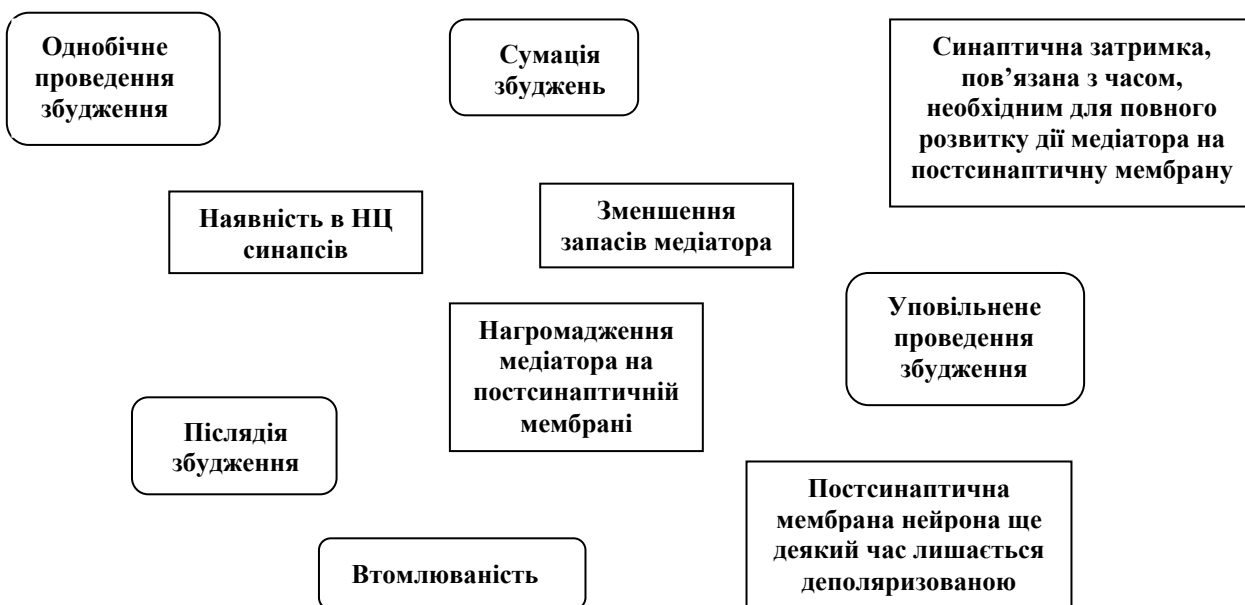 Однобічне
проведення
збудження
Сумація
збуджень
Синаптична затримка,
пов’язана з часом,
необхідним для повного
розвитку дії медіатора на
постсинаптичну мембрану
Наявність в НЦ
синапсів
Зменшення
запасів медіатора
Уповільнене
проведення
збудження
Нагромадження
медіатора на
постсинаптичній
мембрані
Післядія
збудження
Постсинаптична
мембрана нейрона ще
деякий час лишається
деполяризованою
Втомлюваність